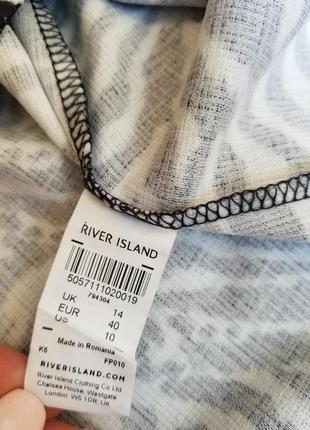 RIVER ISLAND
5057111020019
794304
UK 14
EUR 40
US 10
Made in Romania
K6 FP010
RIVERISLAND.COM
River Island Clothing Co Ltd
Chelsea House, Westgate
London, W5 1DR, UK